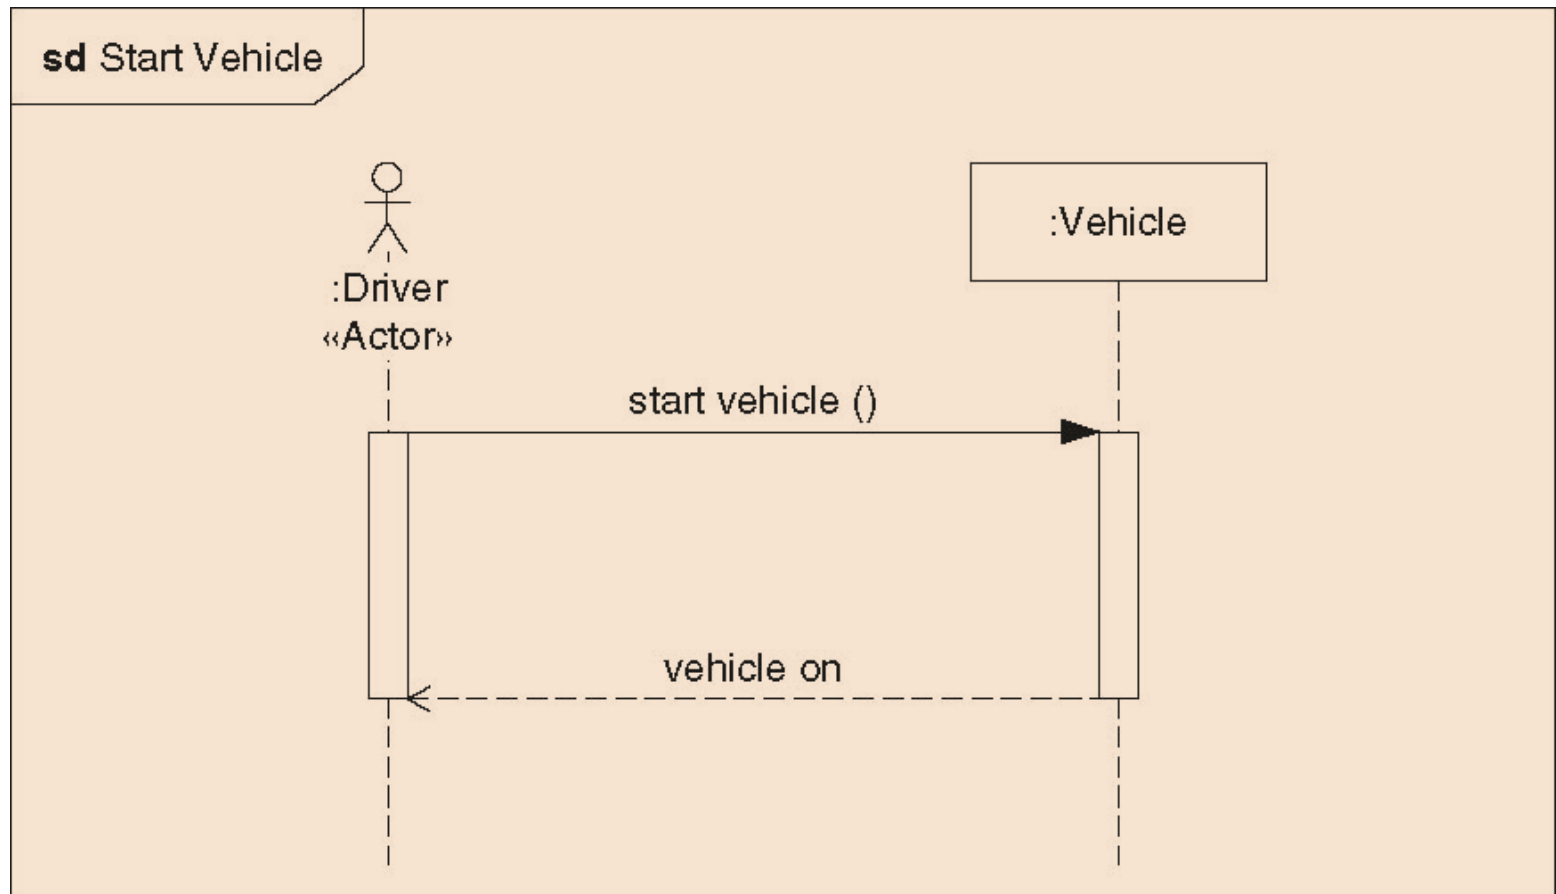 sd Start Vehicle
:Vehicle
:Driver
«Actor»
start vehicle ()
vehicle on